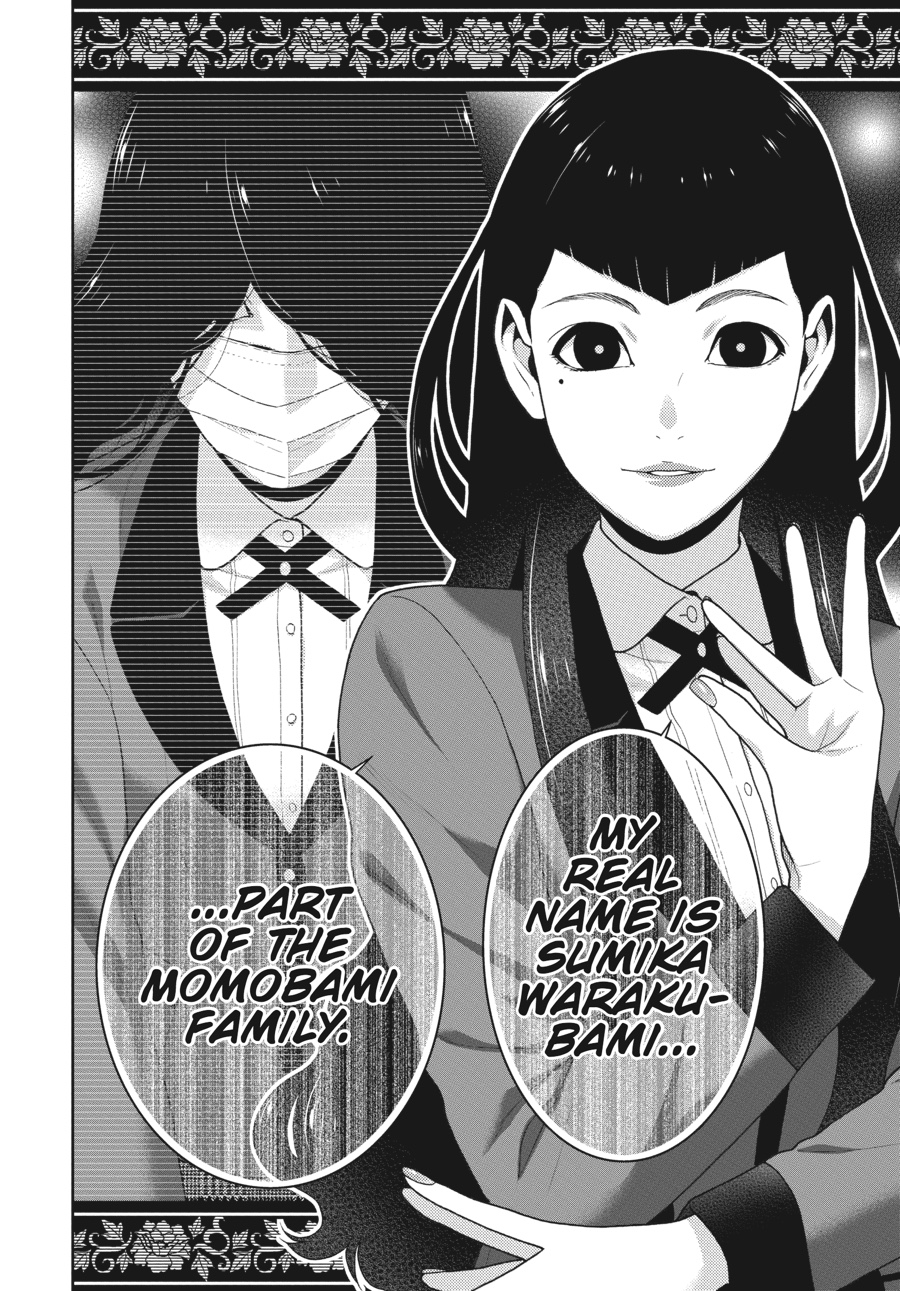 MY
REAL
NAME IS
SUMIKA
WARAKU-
BAMI...
...PART
OF THE
MOMOBAMI
FAMILY.